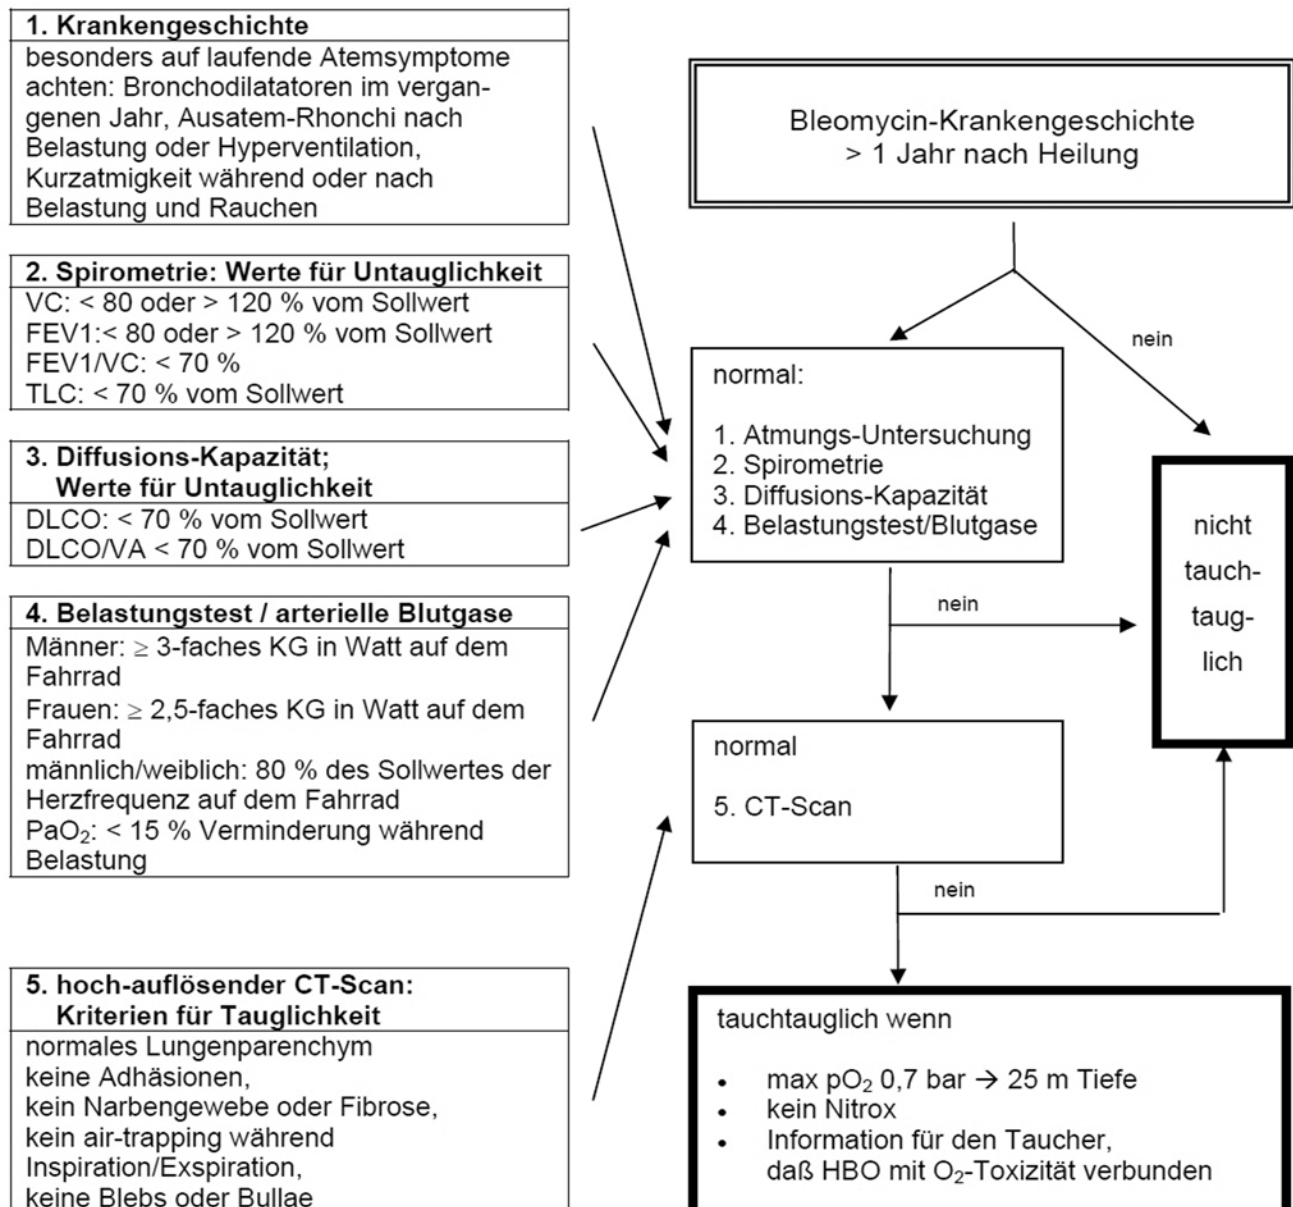 1. Krankengeschichte
besonders auf laufende Atemsymptome
achten: Bronchodilatatoren im vergan-
genen Jahr, Ausatem-Rhonchi nach
Belastung oder Hyperventilation,
Kurzatmigkeit während oder nach
Belastung und Rauchen
2. Spirometrie: Werte für Untauglichkeit
VC: < 80 oder > 120 % vom Sollwert
FEV1:< 80 oder > 120 % vom Sollwert
FEV1/VC: < 70 %
TLC: < 70 % vom Sollwert
3. Diffusions-Kapazität;
Werte für Untauglichkeit
DLCO: < 70 % vom Sollwert
DLCO/VA < 70 % vom Sollwert
4. Belastungstest / arterielle Blutgase
Männer: ≥ 3-faches KG in Watt auf dem
Fahrrad
Frauen: ≥ 2,5-faches KG in Watt auf dem
Fahrrad
männlich/weiblich: 80 % des Sollwertes der
Herzfrequenz auf dem Fahrrad
PaO₂: < 15 % Verminderung während
Belastung
5. hoch-auflösender CT-Scan:
Kriterien für Tauglichkeit
normales Lungenparenchym
keine Adhäsionen,
kein Narbengewebe oder Fibrose,
kein air-trapping während
Inspiration/Exspiration,
keine Blebs oder Bullae
Bleomycin-Krankengeschichte
> 1 Jahr nach Heilung
nein
normal:
1. Atmungs-Untersuchung
2. Spirometrie
3. Diffusions-Kapazität
4. Belastungstest/Blutgase
nein
nicht
tauch-
taug-
lich
normal
5. CT-Scan
nein
tauchtauglich wenn
• max pO₂ 0,7 bar → 25 m Tiefe
• kein Nitrox
• Information für den Taucher,
daß HBO mit O₂-Toxizität verbunden